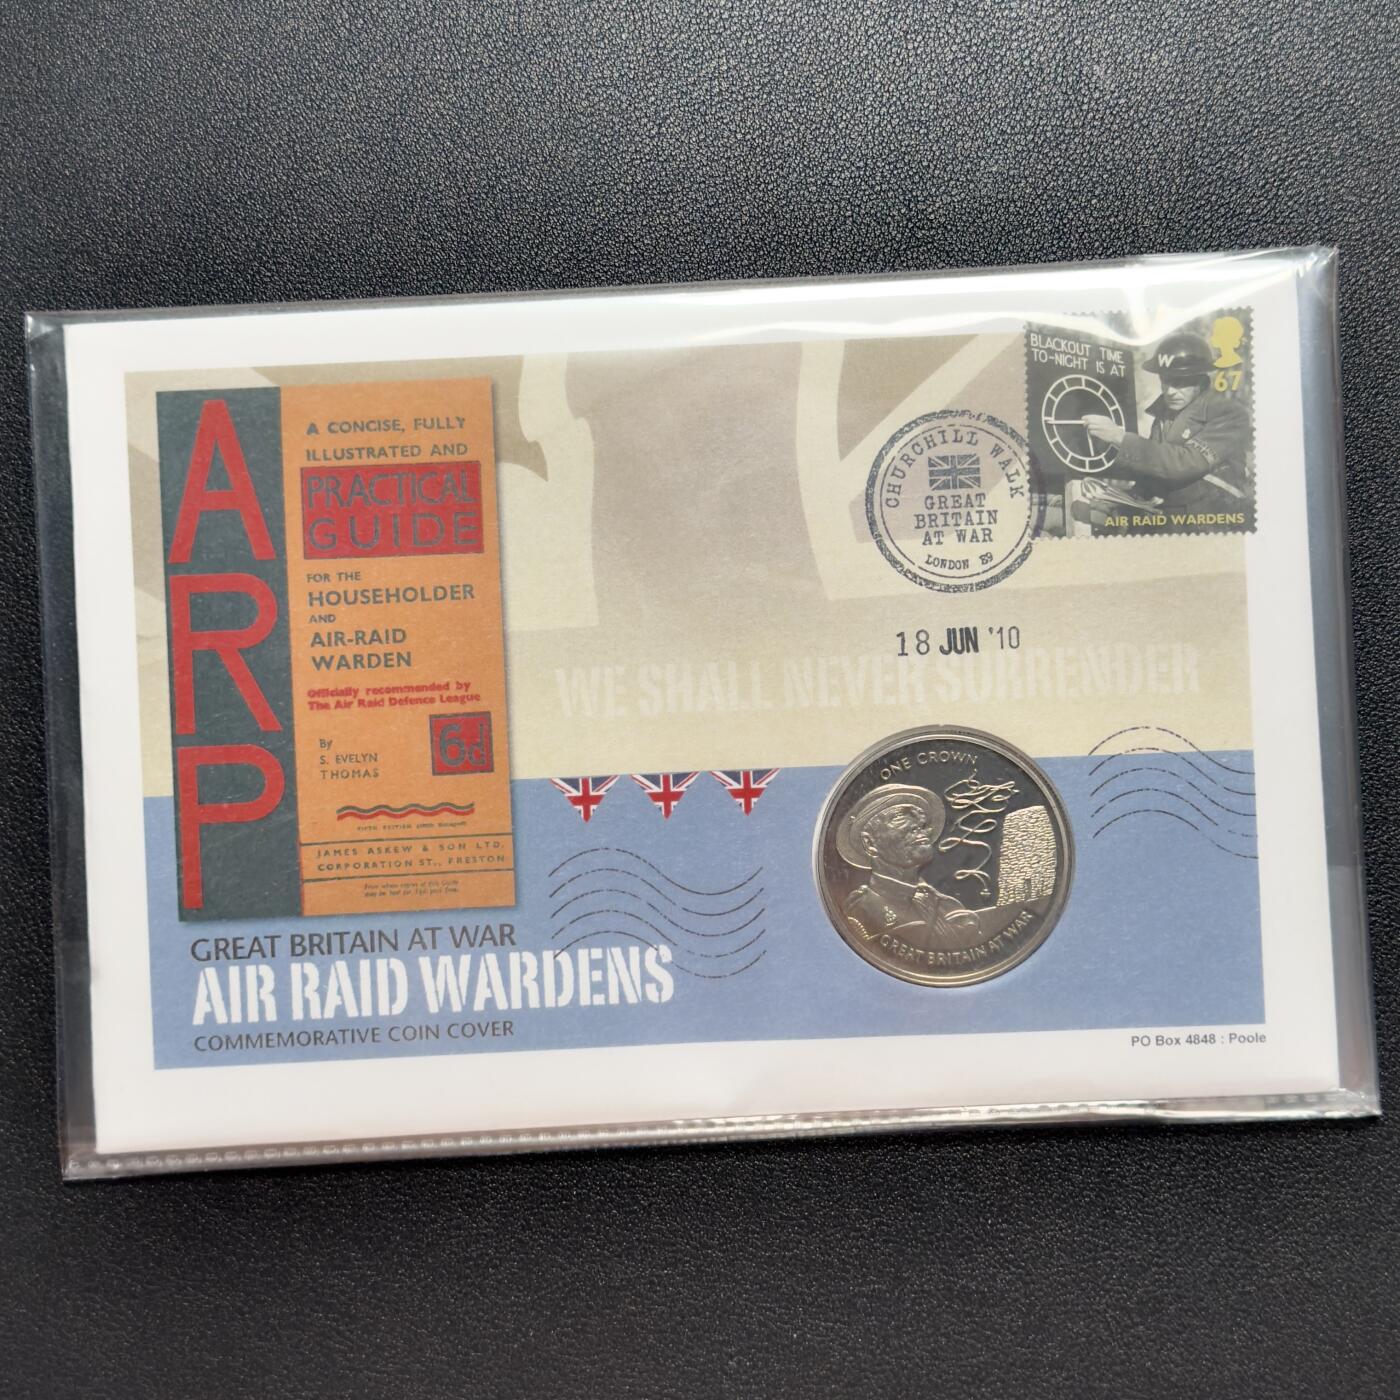 ARP
A CONCISE, FULLY
ILLUSTRATED AND
PRACTICAL
GUIDE
FOR THE
HOUSEHOLDER
AND
AIR-RAID
WARDEN
Officially recommended by
The Air Raid Defence League
6d
By
S. EVELYN
THOMAS
JAMES ASKEW & SON LTD.
CORPORATION ST., PRESTON
BLACKOUT TIME
TO-NIGHT IS AT
W
67
AIR RAID WARDENS
CHURCHILL WALK
GREAT
BRITAIN
AT WAR
LONDON E9
18 JUN '10
WE SHALL NEVER SURRENDER
ONE CROWN
GREAT BRITAIN AT WAR
GREAT BRITAIN AT WAR
AIR RAID WARDENS
COMMEMORATIVE COIN COVER
PO Box 4848 : Poole